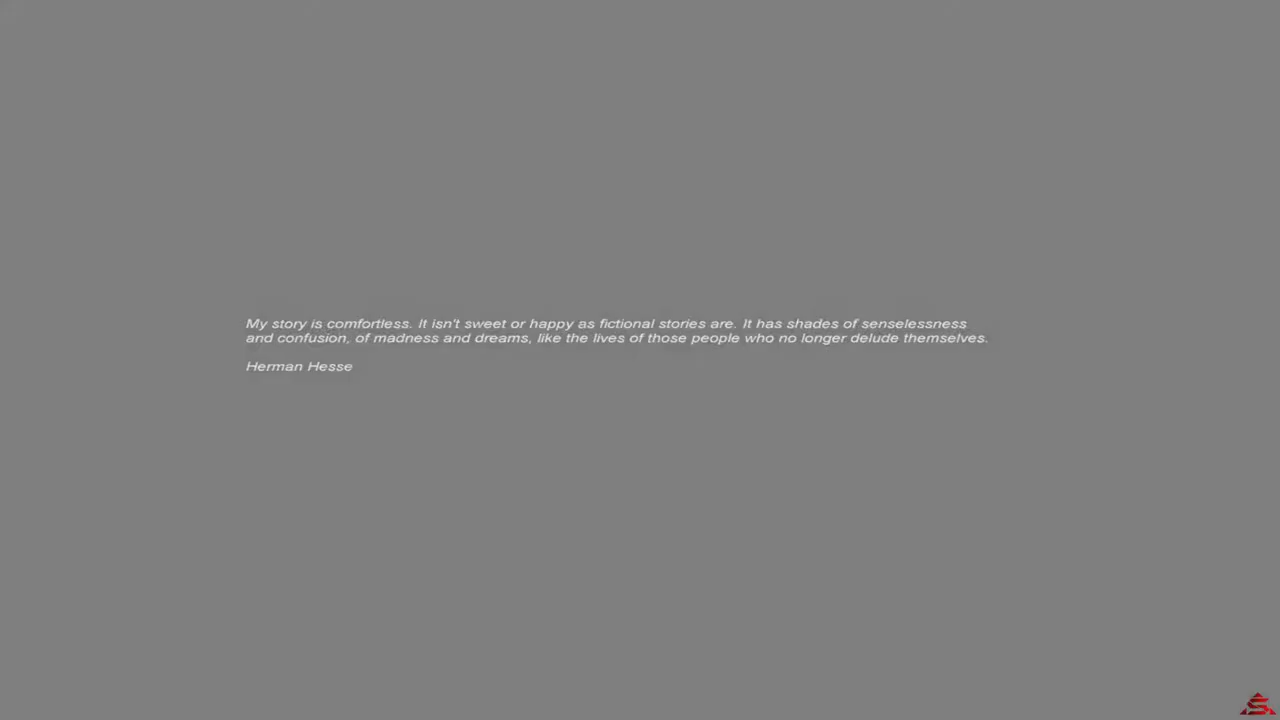 My story is comfortless. It isn't sweet or happy as fictional stories are. It has shades of senselessness
and confusion, of madness and dreams, like the lives of those people who no longer delude themselves.
Herman Hesse
S